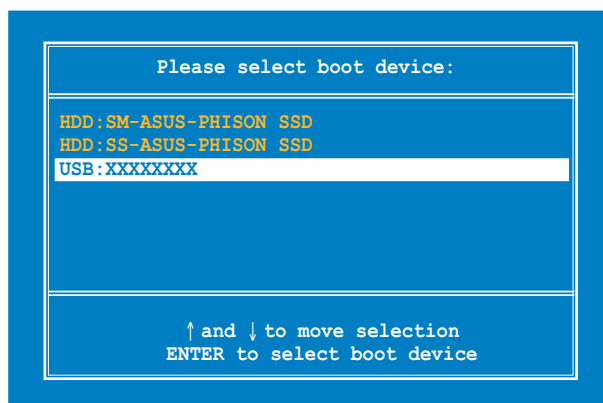 Please select boot device:
HDD:SM-ASUS-PHISON SSD
HDD:SS-ASUS-PHISON SSD
USB:XXXXXXXX
↑ and ↓ to move selection
ENTER to select boot device